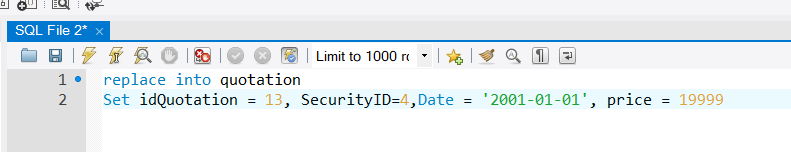 SQL File 2*
Limit to 1000 rc
1 replace into quotation
2 Set idQuotation = 13, SecurityID=4,Date = '2001-01-01', price = 19999